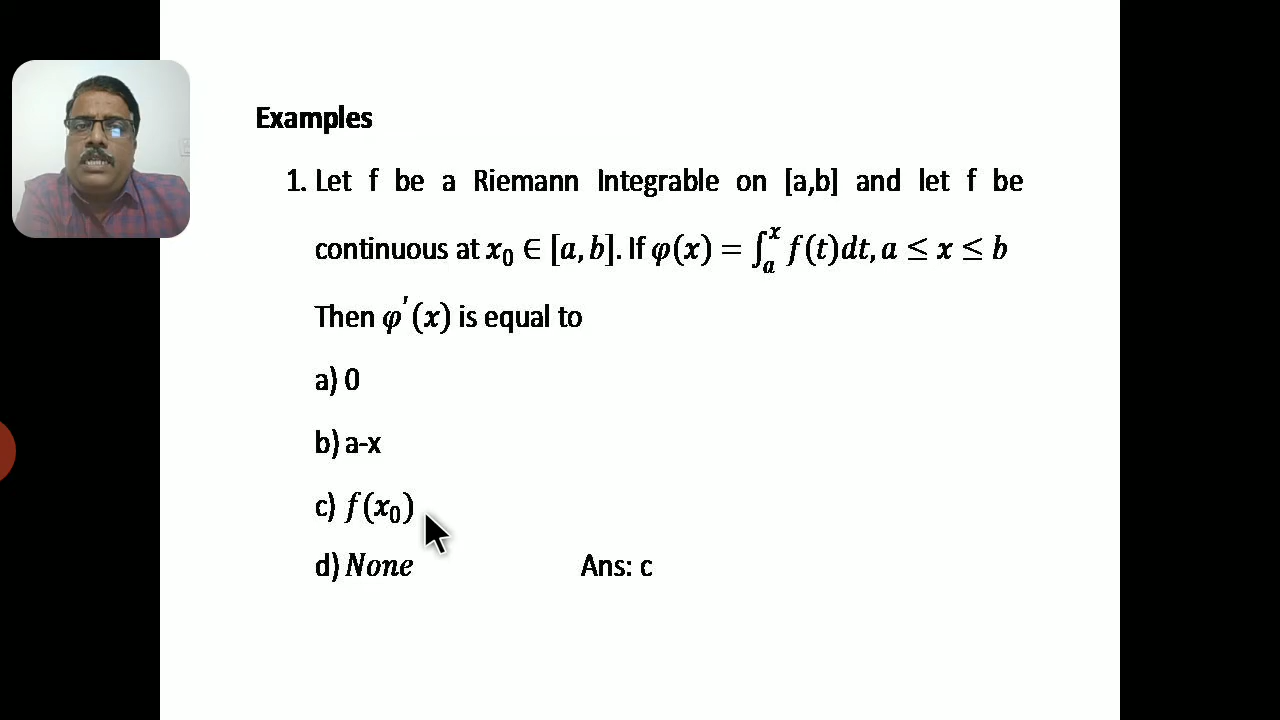 Examples
1. Let f be a Riemann Integrable on [a,b] and let f be
continuous at x₀ ∈ [a, b]. If φ(x) = ∫ₐˣ f(t)dt, a ≤ x ≤ b
Then φ′(x) is equal to
a) 0
b) a-x
c) f(x₀)
d) None Ans: c